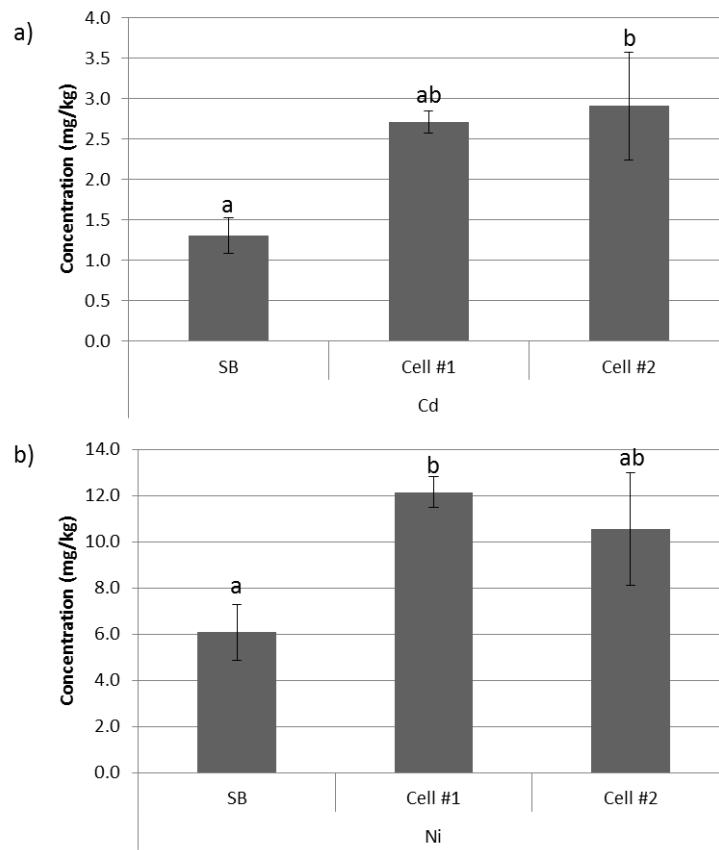 a)
Concentration (mg/kg)
4.0
3.5
3.0
2.5
2.0
1.5
1.0
0.5
0.0
a
ab
b
SB Cell #1 Cell #2
Cd
b)
Concentration (mg/kg)
14.0
12.0
10.0
8.0
6.0
4.0
2.0
0.0
a
b
ab
SB Cell #1 Cell #2
Ni